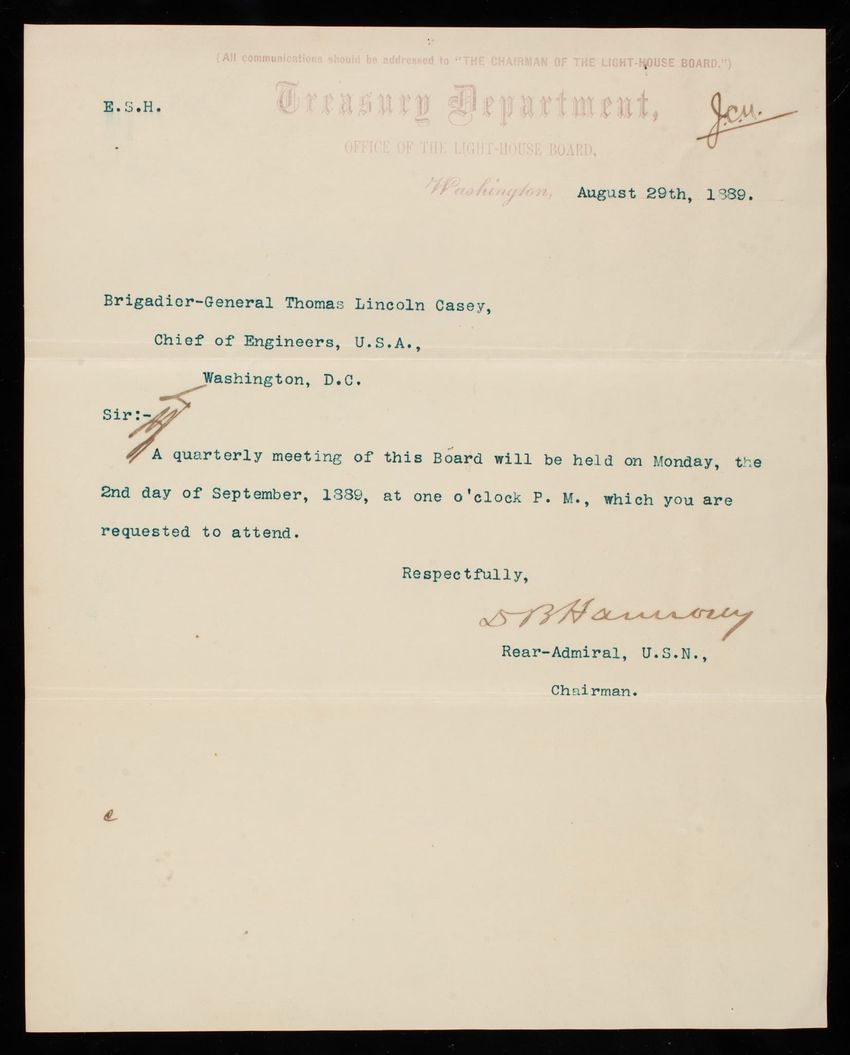 (All communications should be addressed to "THE CHAIRMAN OF THE LIGHT-HOUSE BOARD.")
E.S.H.
Treasury Department,
J.C.M.
OFFICE OF THE LIGHT-HOUSE BOARD,
Washington, August 29th, 1889.
Brigadier-General Thomas Lincoln Casey,
Chief of Engineers, U.S.A.,
Washington, D.C.
Sir:-
A quarterly meeting of this Board will be held on Monday, the
2nd day of September, 1889, at one o'clock P. M., which you are
requested to attend.
Respectfully,
D B Harmony
Rear-Admiral, U.S.N.,
Chairman.
c